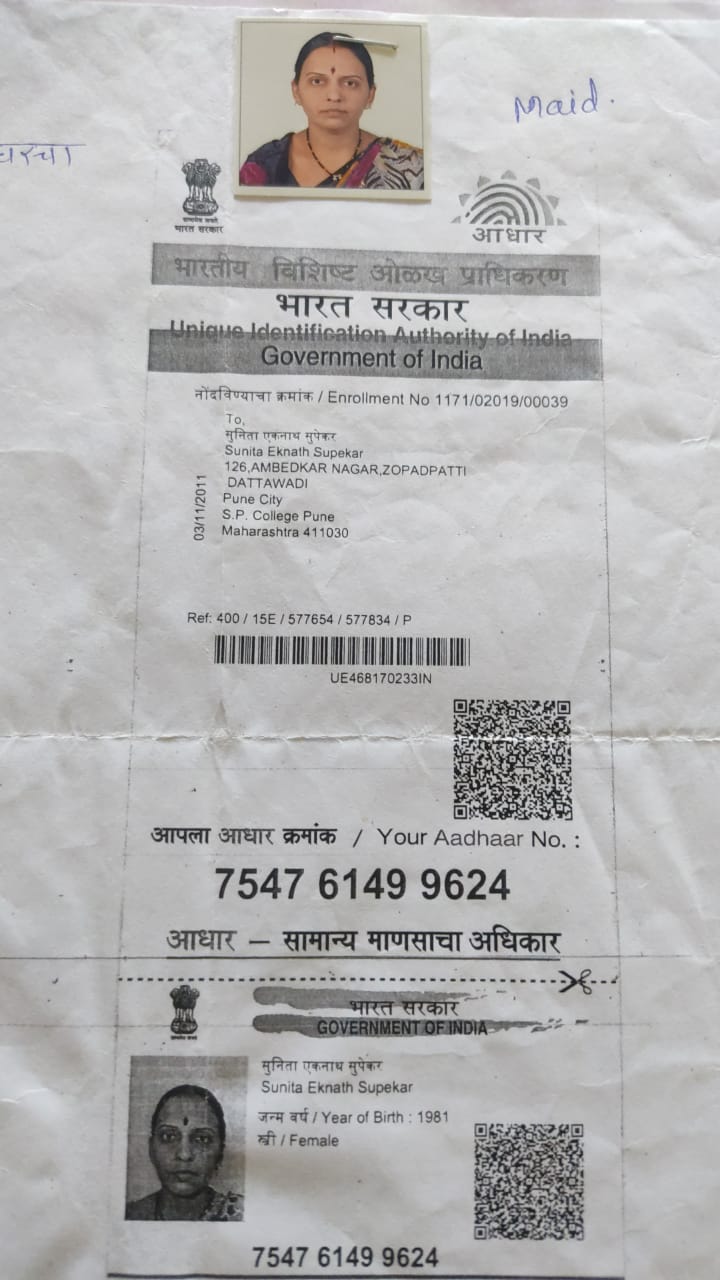 Maid.
भारत सरकार
आधार
भारतीय विशिष्ट ओळख प्राधिकरण
भारत सरकार
Unique Identification Authority of India
Government of India
नोंदविण्याचा क्रमांक / Enrollment No 1171/02019/00039
To,
सुनिता एकनाथ सुपेकर
Sunita Eknath Supekar
126,AMBEDKAR NAGAR,ZOPADPATTI
DATTAWADI
Pune City
S.P. College Pune
Maharashtra 411030
03/11/2011
Ref: 400 / 15E / 577654 / 577834 / P
UE468170233IN
आपला आधार क्रमांक / Your Aadhaar No. :
7547 6149 9624
आधार – सामान्य माणसाचा अधिकार
भारत सरकार
GOVERNMENT OF INDIA
सुनिता एकनाथ सुपेकर
Sunita Eknath Supekar
जन्म वर्ष / Year of Birth : 1981
स्त्री / Female
7547 6149 9624